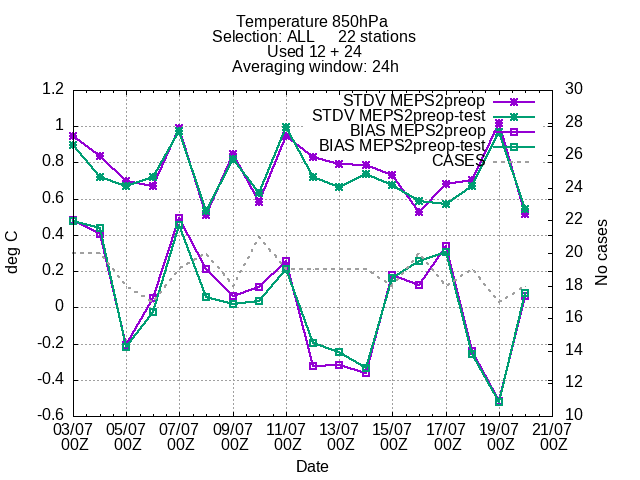 Temperature 850hPa
Selection: ALL      22 stations
Used 12 + 24
Averaging window: 24h
STDV MEPS2preop
STDV MEPS2preop-test
BIAS MEPS2preop
BIAS MEPS2preop-test
CASES
deg C
1.2
1
0.8
0.6
0.4
0.2
0
-0.2
-0.4
-0.6
30
28
26
24
22
20
18
16
14
12
10
No cases
03/07 05/07 07/07 09/07 11/07 13/07 15/07 17/07 19/07 21/07
00Z 00Z 00Z 00Z 00Z 00Z 00Z 00Z 00Z 00Z
Date